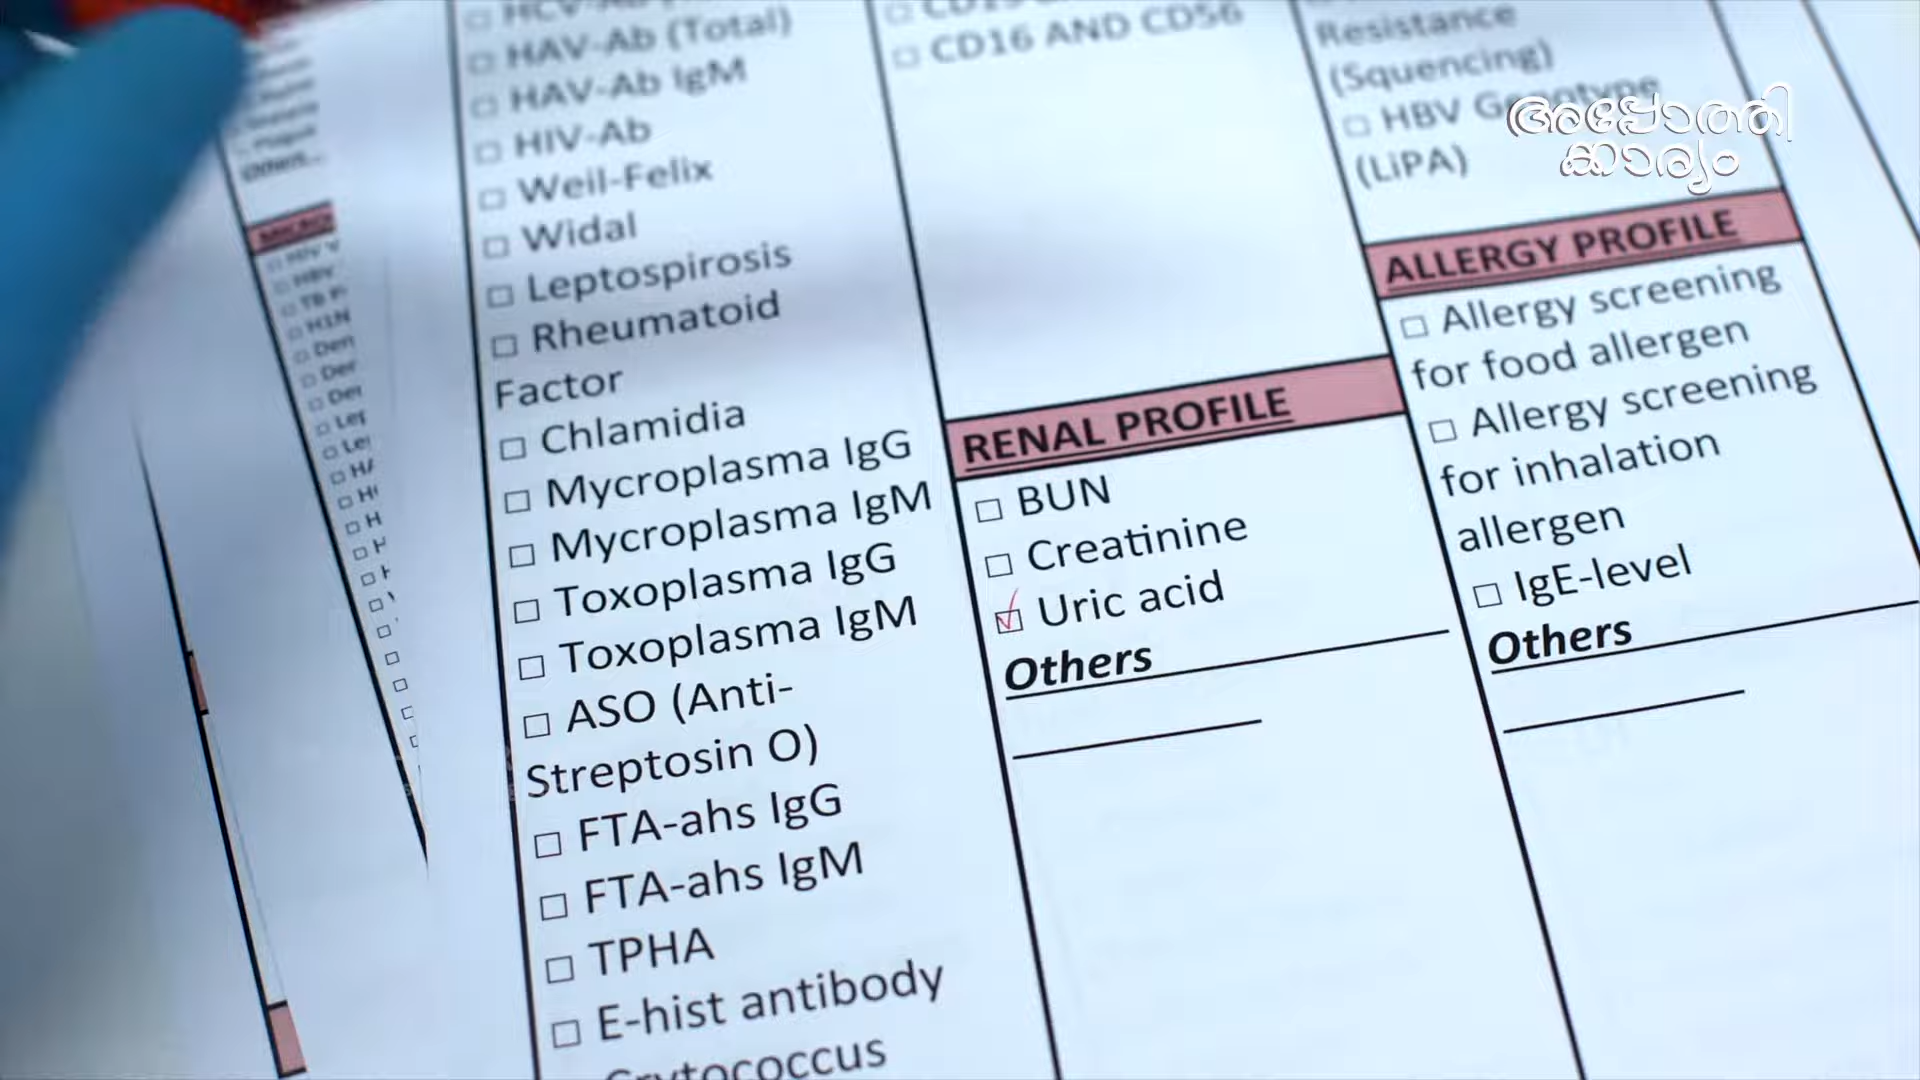 HAV-Ab (Total)
HAV-Ab IgM
HIV-Ab
Weil-Felix
Widal
Leptospirosis
Rheumatoid
Factor
Chlamidia
Mycroplasma IgG
Mycroplasma IgM
Toxoplasma IgG
Toxoplasma IgM
ASO (Anti-
Streptosin O)
FTA-ahs IgG
FTA-ahs IgM
TPHA
E-hist antibody
Crytococcus
CD16 AND CD56
RENAL PROFILE
BUN
Creatinine
Uric acid
Others
Resistance
(Squencing)
HBV Genotype
(LiPA)
ALLERGY PROFILE
Allergy screening
for food allergen
Allergy screening
for inhalation
allergen
IgE-level
Others
കാര്യം